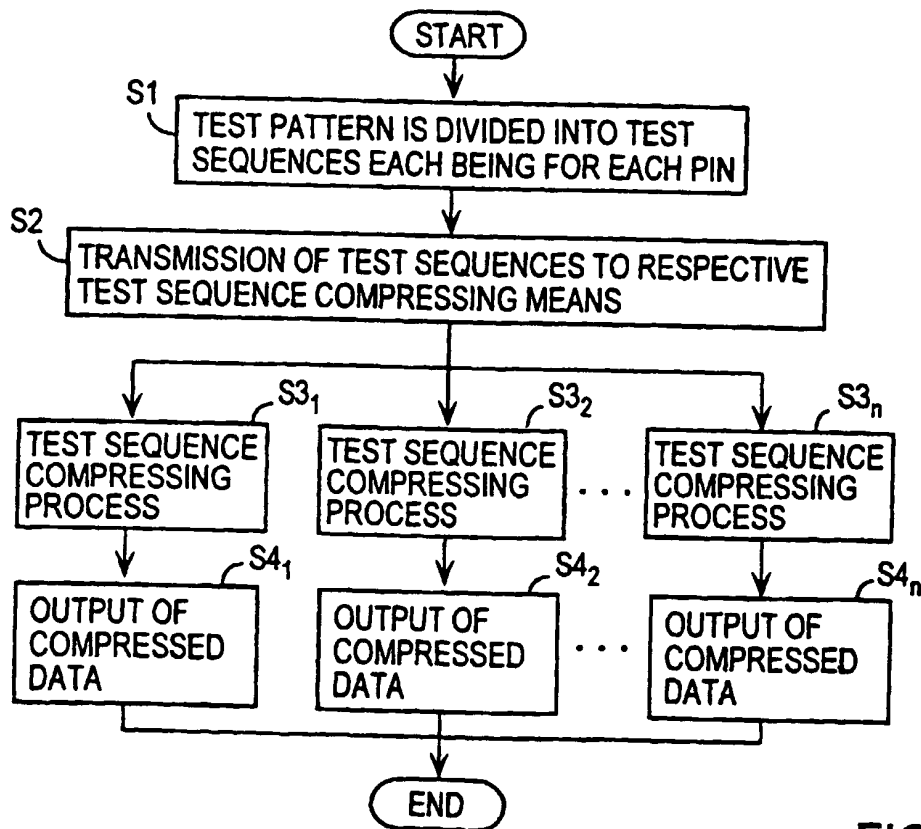 START
S1
TEST PATTERN IS DIVIDED INTO TEST
SEQUENCES EACH BEING FOR EACH PIN
S2
TRANSMISSION OF TEST SEQUENCES TO RESPECTIVE
TEST SEQUENCE COMPRESSING MEANS
S3₁
TEST SEQUENCE
COMPRESSING
PROCESS
S3₂
TEST SEQUENCE
COMPRESSING
PROCESS
. . .
S3ₙ
TEST SEQUENCE
COMPRESSING
PROCESS
S4₁
OUTPUT OF
COMPRESSED
DATA
S4₂
OUTPUT OF
COMPRESSED
DATA
. . .
S4ₙ
OUTPUT OF
COMPRESSED
DATA
END